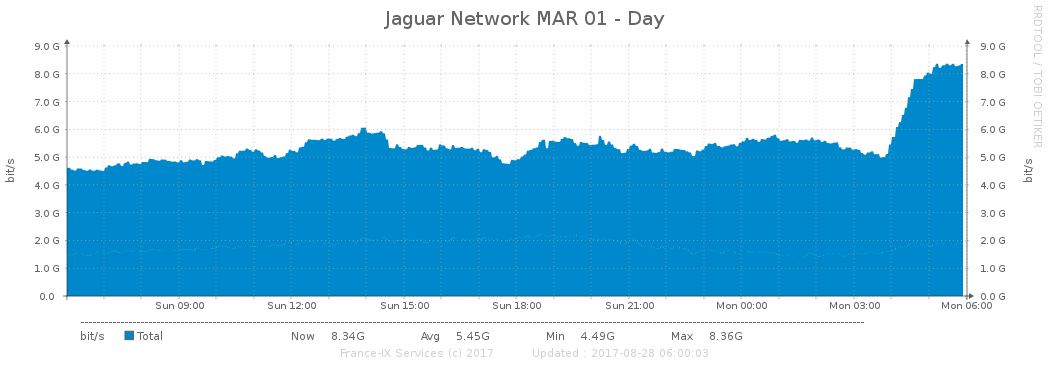 Jaguar Network MAR 01 - Day
RRDTOOL / TOBI OETIKER
9.0 G 9.0 G
8.0 G 8.0 G
7.0 G 7.0 G
6.0 G 6.0 G
5.0 G 5.0 G
4.0 G 4.0 G
3.0 G 3.0 G
2.0 G 2.0 G
1.0 G 1.0 G
0.0 0.0 G
bit/s
bit/s
Sun 09:00 Sun 12:00 Sun 15:00 Sun 18:00 Sun 21:00 Mon 00:00 Mon 03:00 Mon 06:00
bit/s Total Now 8.34G Avg 5.45G Min 4.49G Max 8.36G
France-IX Services (c) 2017 Updated : 2017-08-28 06:00:03